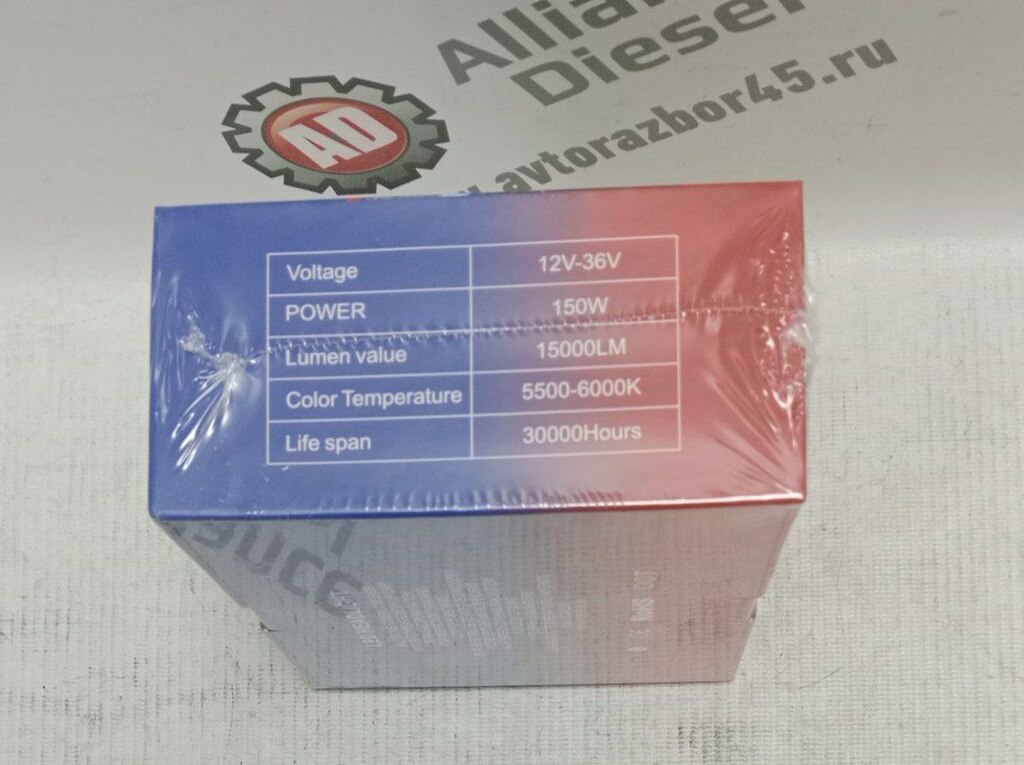 Allian
Diesel
avtorazbor45.ru
AD
Voltage 12V-36V
POWER 150W
Lumen value 15000LM
Color Temperature 5500-6000K
Life span 30000Hours